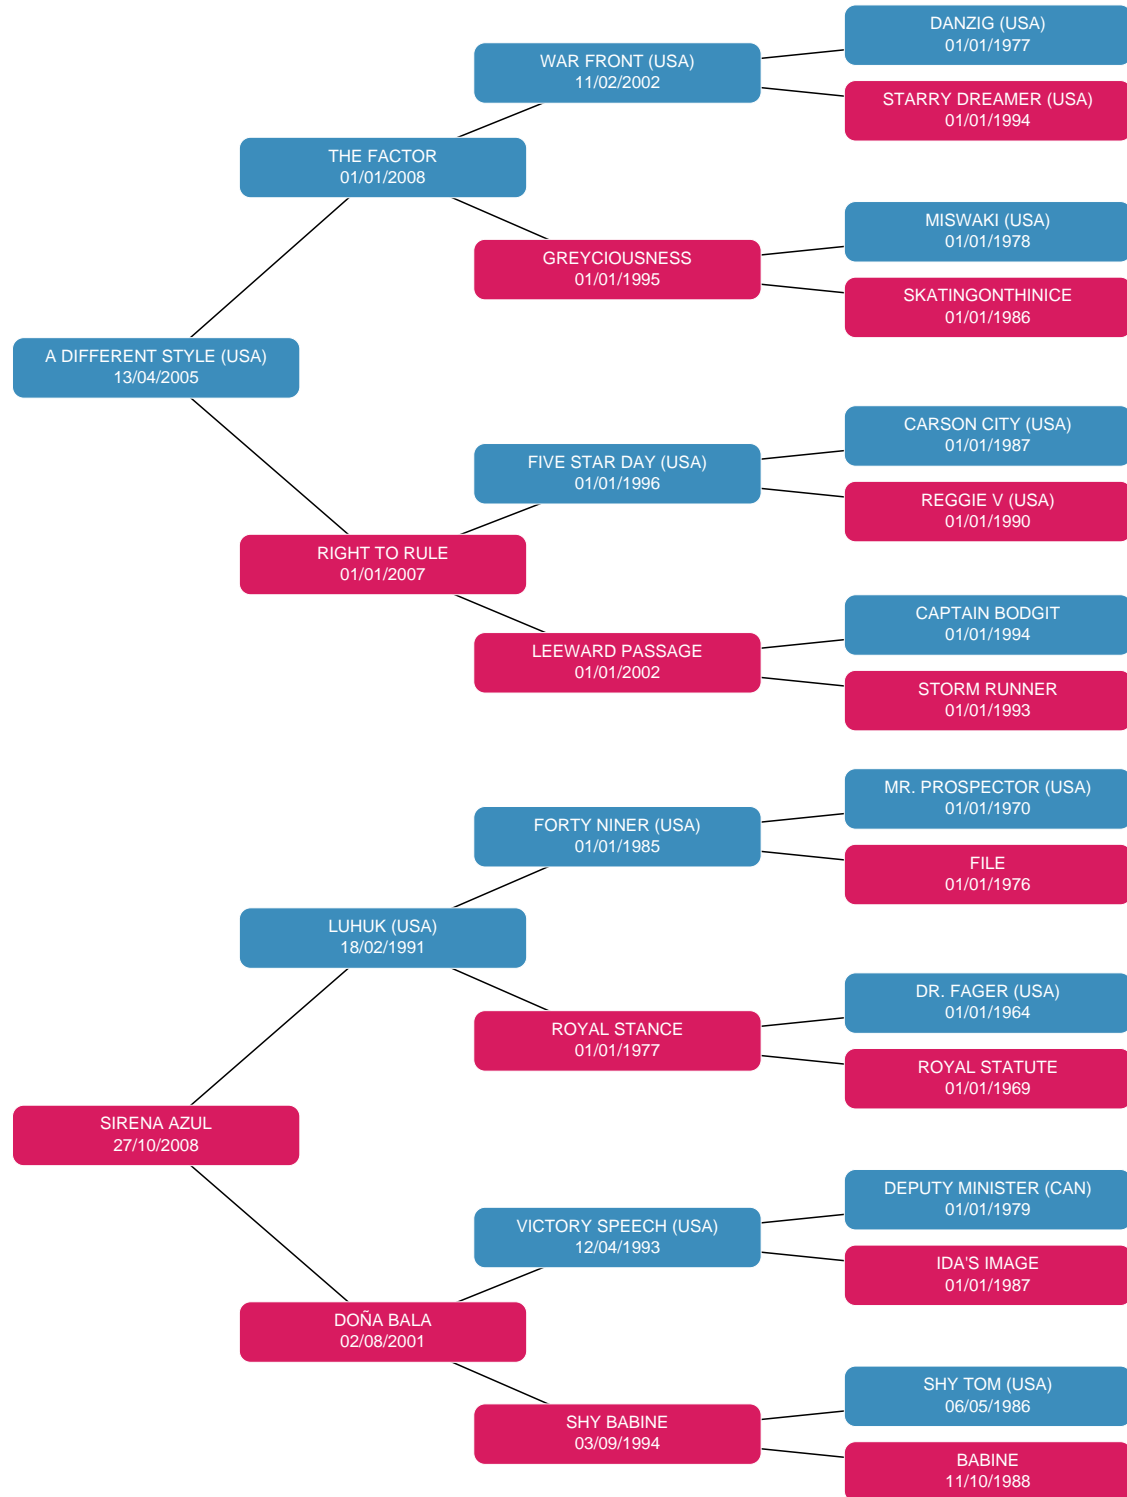 DANZIG (USA)
01/01/1977
WAR FRONT (USA)
11/02/2002
STARRY DREAMER (USA)
01/01/1994
THE FACTOR
01/01/2008
MISWAKI (USA)
01/01/1978
GREYCIOUSNESS
01/01/1995
SKATINGONTHINICE
01/01/1986
A DIFFERENT STYLE (USA)
13/04/2005
CARSON CITY (USA)
01/01/1987
FIVE STAR DAY (USA)
01/01/1996
REGGIE V (USA)
01/01/1990
RIGHT TO RULE
01/01/2007
CAPTAIN BODGIT
01/01/1994
LEEWARD PASSAGE
01/01/2002
STORM RUNNER
01/01/1993
MR. PROSPECTOR (USA)
01/01/1970
FORTY NINER (USA)
01/01/1985
FILE
01/01/1976
LUHUK (USA)
18/02/1991
DR. FAGER (USA)
01/01/1964
ROYAL STANCE
01/01/1977
ROYAL STATUTE
01/01/1969
SIRENA AZUL
27/10/2008
DEPUTY MINISTER (CAN)
01/01/1979
VICTORY SPEECH (USA)
12/04/1993
IDA'S IMAGE
01/01/1987
DOÑA BALA
02/08/2001
SHY TOM (USA)
06/05/1986
SHY BABINE
03/09/1994
BABINE
11/10/1988